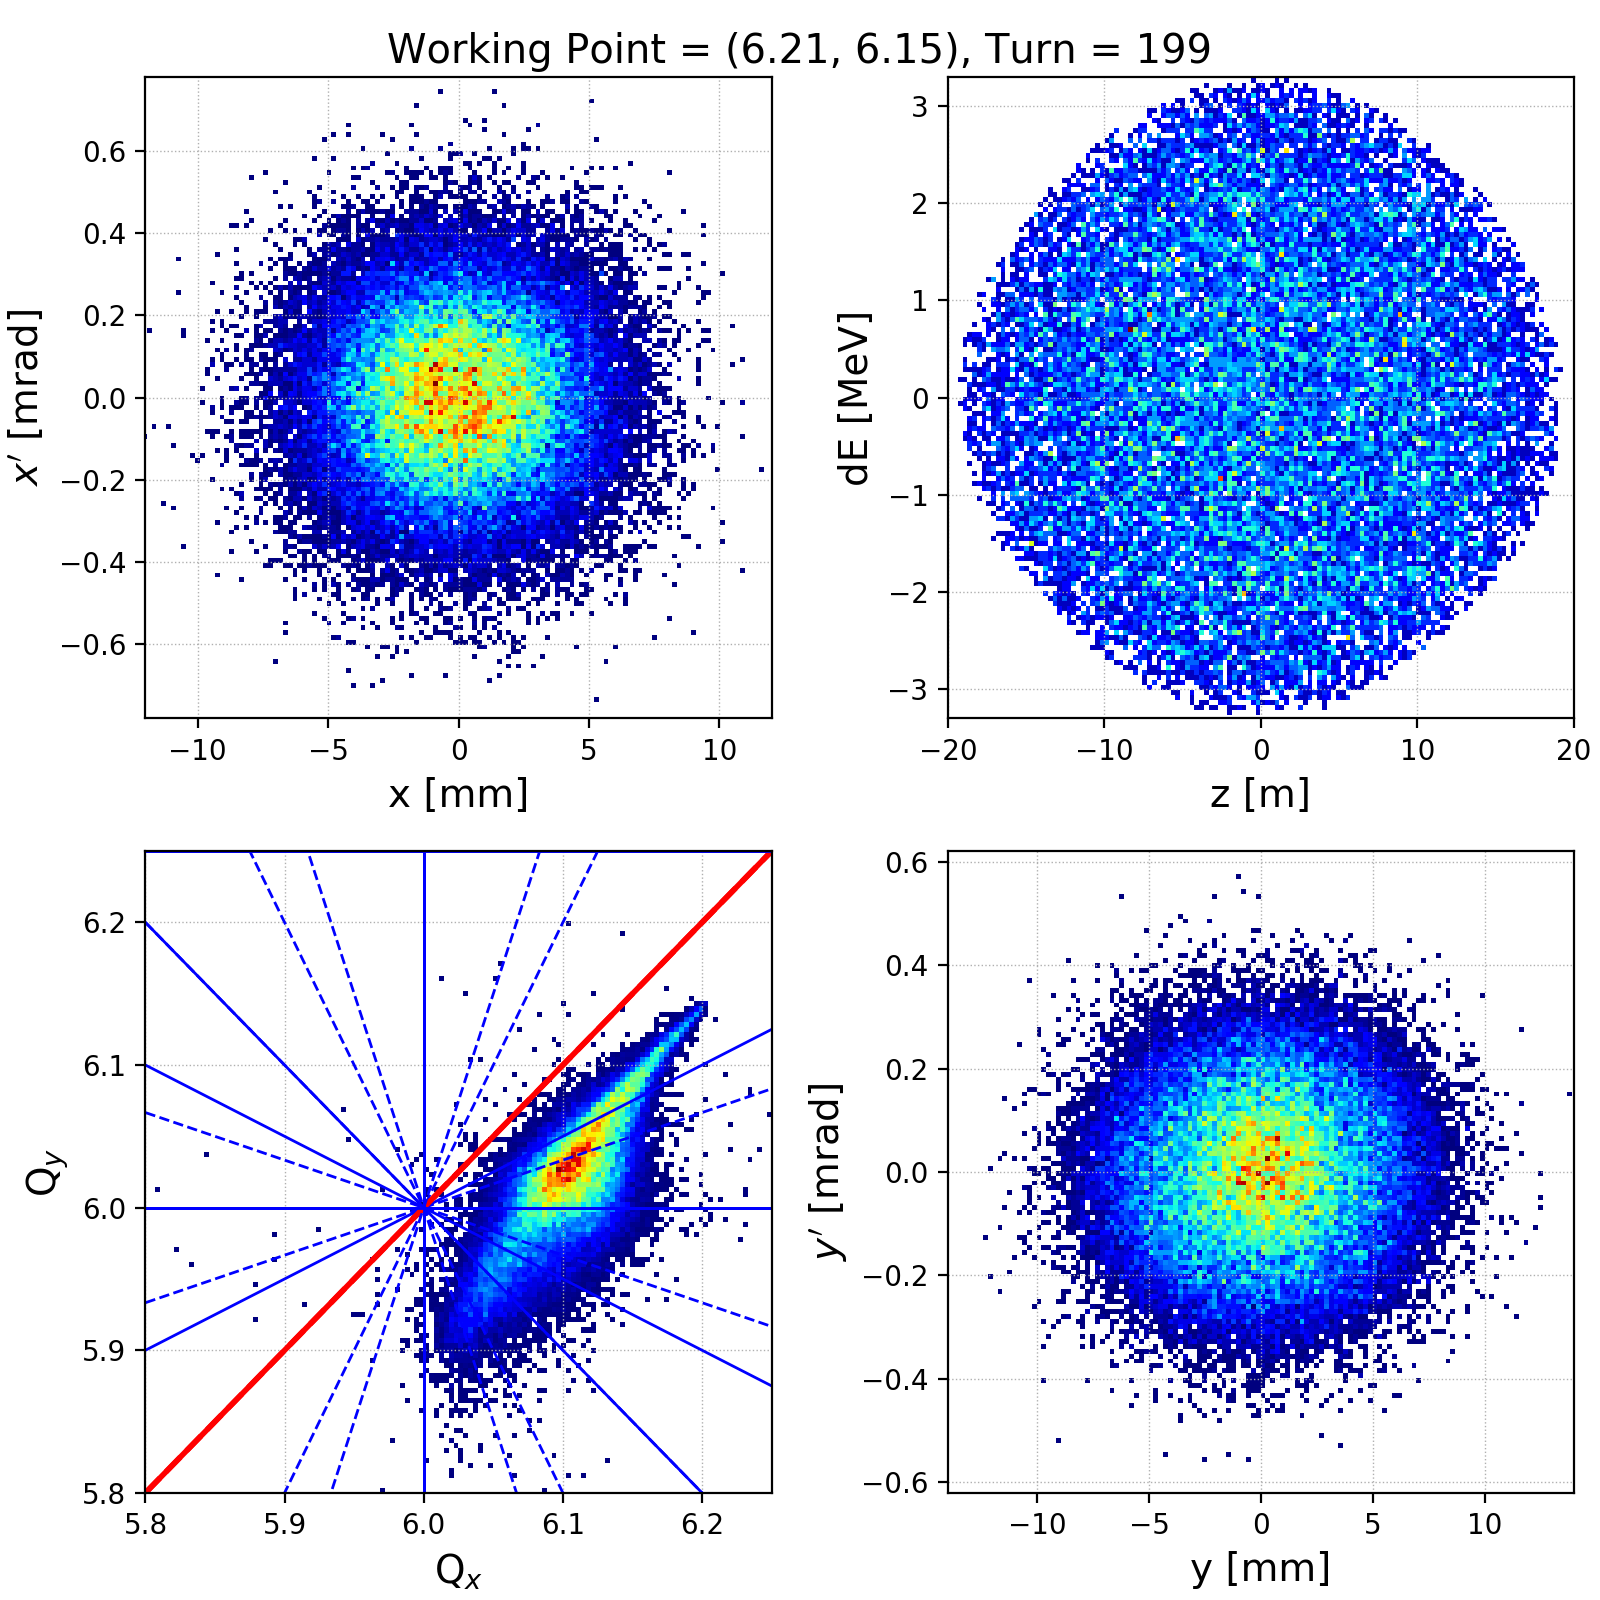 Working Point = (6.21, 6.15), Turn = 199
0.6
0.4
0.2
0.0
−0.2
−0.4
−0.6
x′ [mrad]
−10 −5 0 5 10
x [mm]
3
2
1
0
−1
−2
−3
dE [MeV]
−20 −10 0 10 20
z [m]
6.2
6.1
6.0
5.9
5.8
Qy
5.8 5.9 6.0 6.1 6.2
Qx
0.6
0.4
0.2
0.0
−0.2
−0.4
−0.6
y′ [mrad]
−10 −5 0 5 10
y [mm]